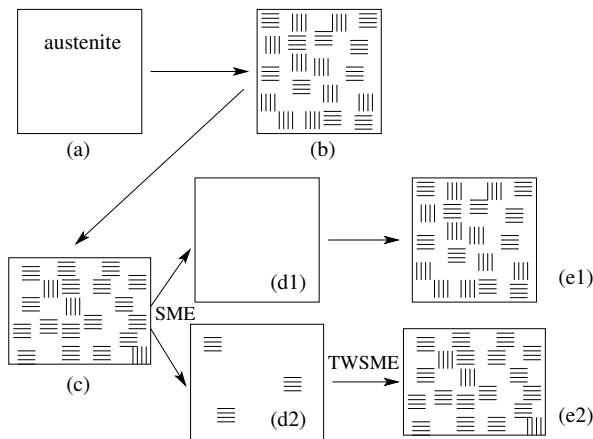 austenite
(a)
(b)
(d1)
(e1)
SME
(c)
TWSME
(d2)
(e2)